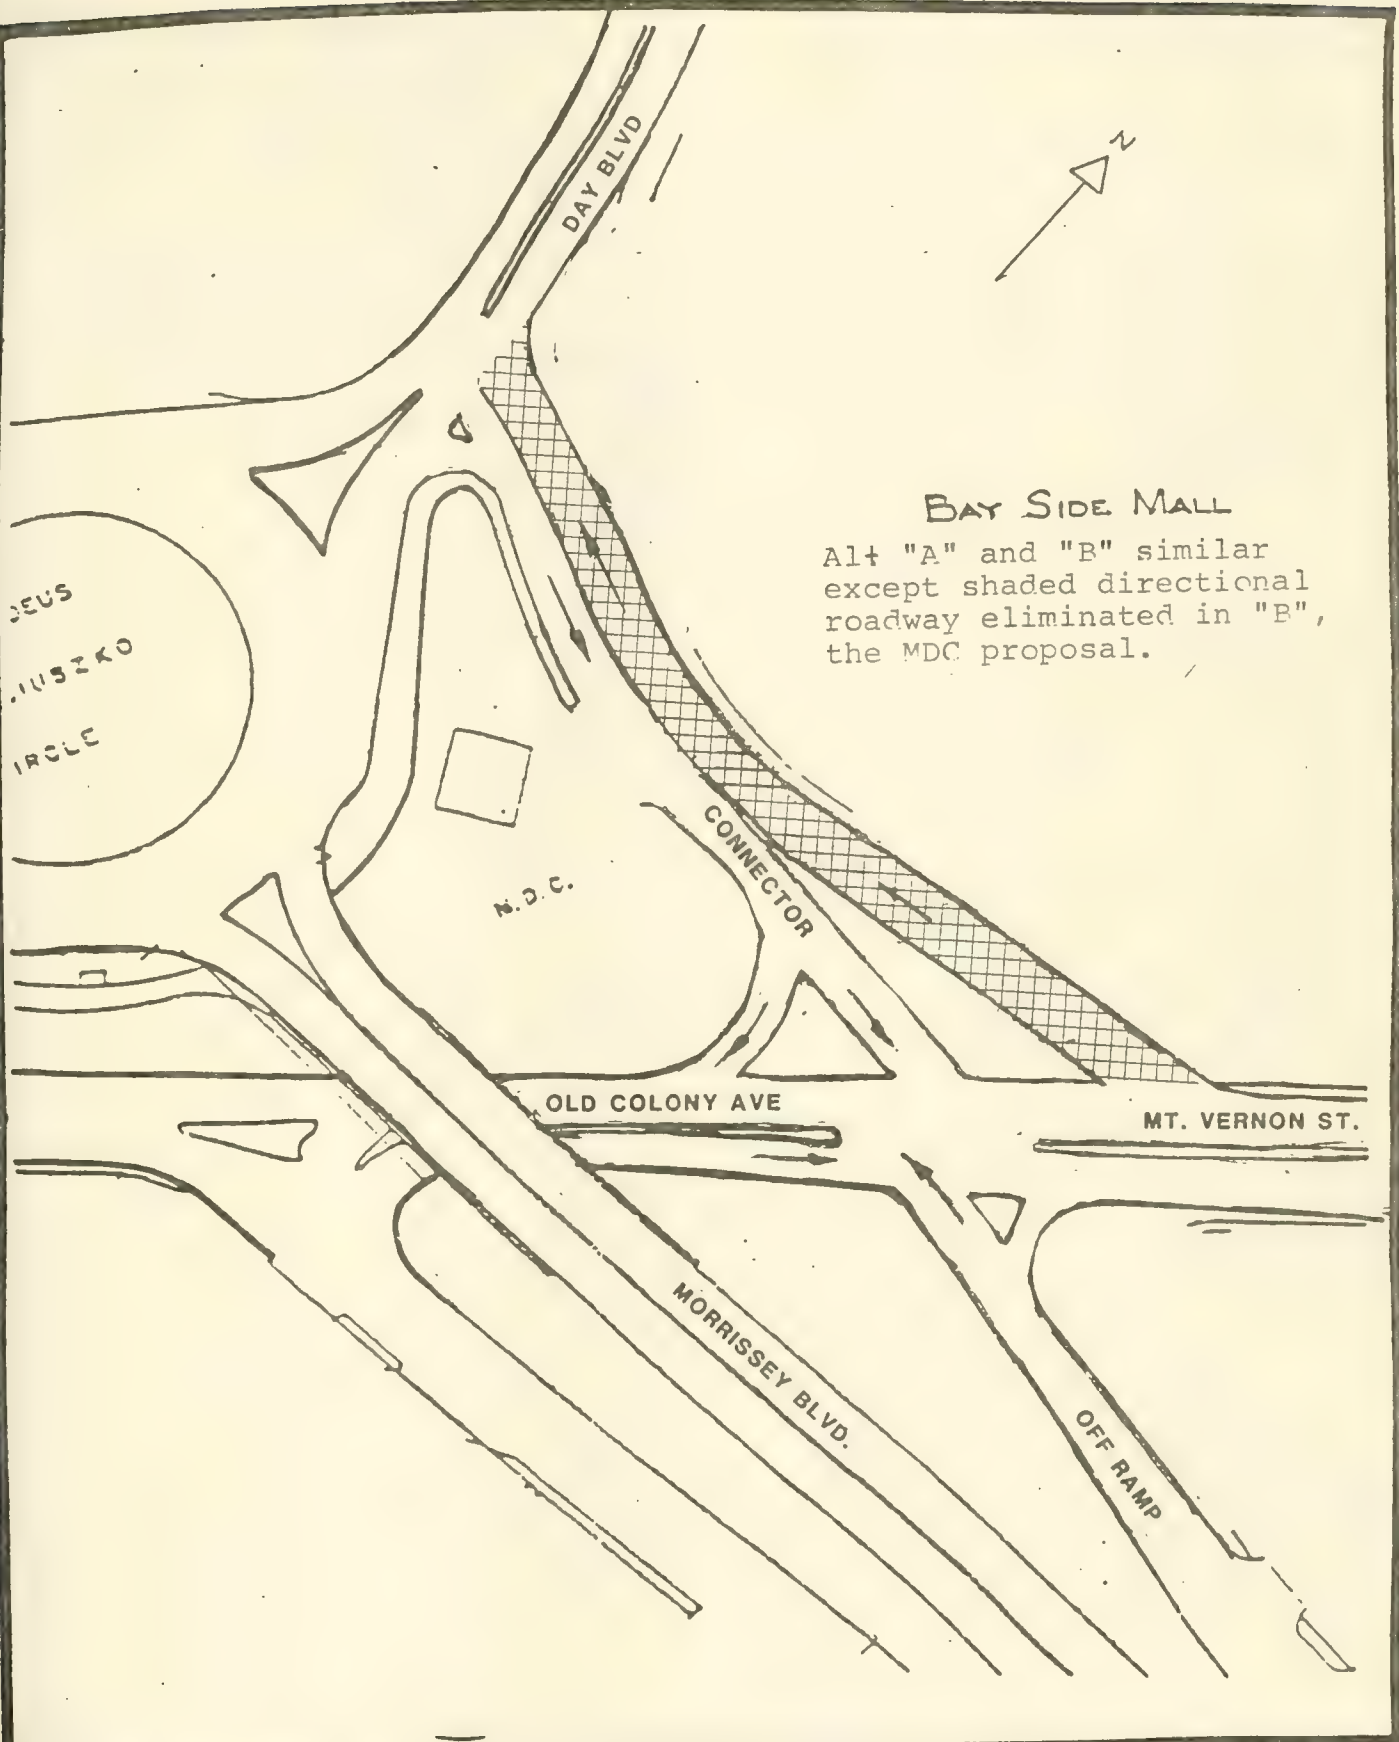 DAY BLVD
N
BAY SIDE MALL
Alt "A" and "B" similar
except shaded directional
roadway eliminated in "B",
the MDC proposal.
CIRCLE
CONNECTOR
OLD COLONY AVE
MT. VERNON ST.
MORRISSEY BLVD.
OFF RAMP